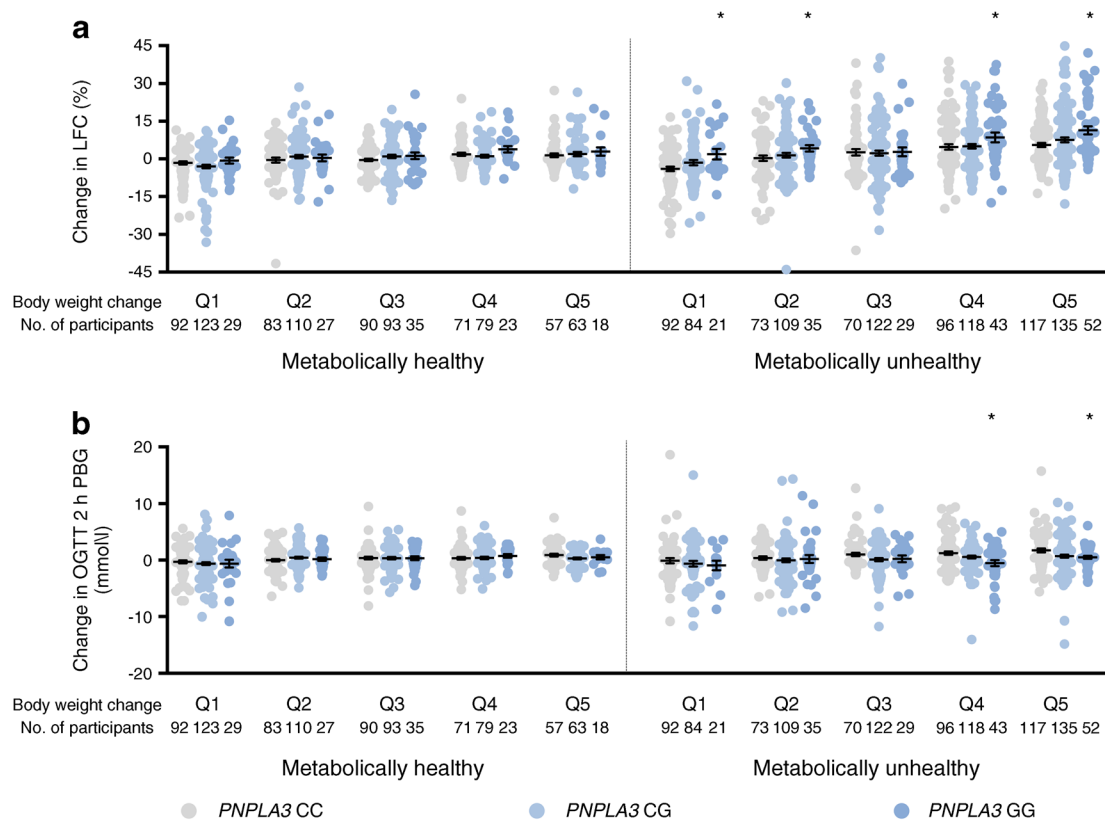 a
* * * *
Change in LFC (%)
45
30
15
0
-15
-30
-45
Body weight change Q1 Q2 Q3 Q4 Q5 Q1 Q2 Q3 Q4 Q5
No. of participants 92 123 29 83 110 27 90 93 35 71 79 23 57 63 18 92 84 21 73 109 35 70 122 29 96 118 43 117 135 52
Metabolically healthy Metabolically unhealthy
b
* *
Change in OGTT 2 h PBG
(mmol\l)
20
10
0
-10
-20
Body weight change Q1 Q2 Q3 Q4 Q5 Q1 Q2 Q3 Q4 Q5
No. of participants 92 123 29 83 110 27 90 93 35 71 79 23 57 63 18 92 84 21 73 109 35 70 122 29 96 118 43 117 135 52
Metabolically healthy Metabolically unhealthy
PNPLA3 CC PNPLA3 CG PNPLA3 GG